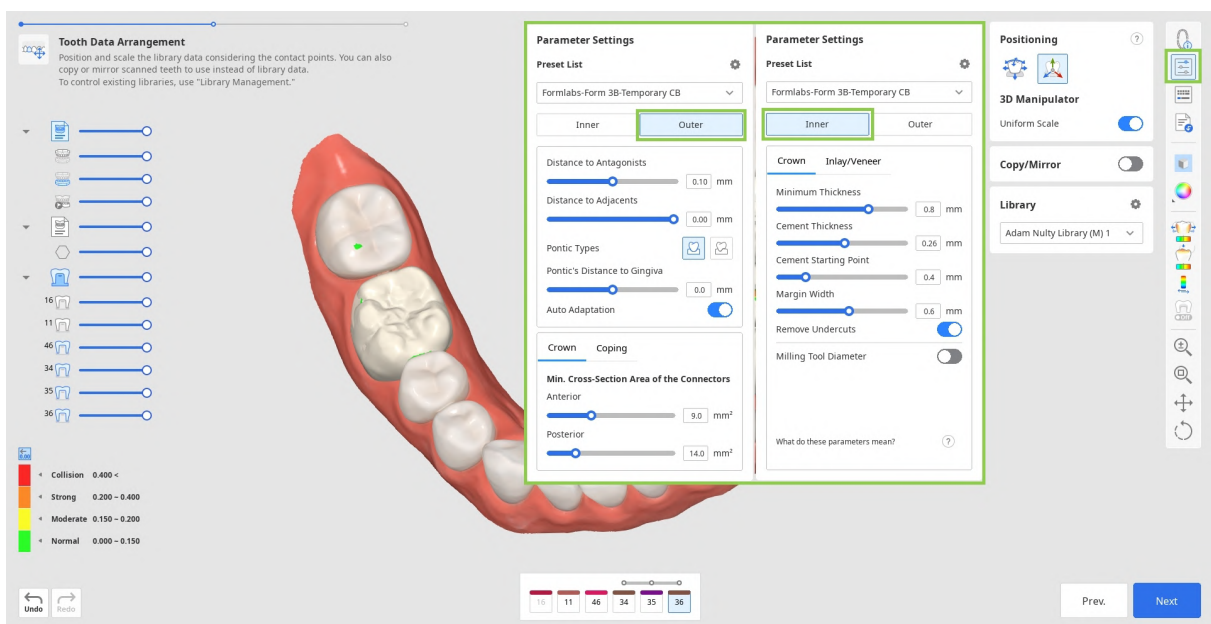 Tooth Data Arrangement
Position and scale the library data considering the contact points. You can also
copy or mirror scanned teeth to use instead of library data.
To control existing libraries, use "Library Management."
16
11
46
34
35
36
0.00
Collision 0.400 <
Strong 0.200 – 0.400
Moderate 0.150 – 0.200
Normal 0.000 – 0.150
Undo
Redo
Parameter Settings
Preset List
Formlabs-Form 3B-Temporary CB
Inner Outer
Distance to Antagonists
0.10 mm
Distance to Adjacents
0.00 mm
Pontic Types
Pontic's Distance to Gingiva
0.0 mm
Auto Adaptation
Crown Coping
Min. Cross-Section Area of the Connectors
Anterior
9.0 mm²
Posterior
14.0 mm²
Parameter Settings
Preset List
Formlabs-Form 3B-Temporary CB
Inner Outer
Crown Inlay/Veneer
Minimum Thickness
0.8 mm
Cement Thickness
0.26 mm
Cement Starting Point
0.4 mm
Margin Width
0.6 mm
Remove Undercuts
Milling Tool Diameter
What do these parameters mean? ?
16 11 46 34 35 36
Positioning ?
3D Manipulator
Uniform Scale
Copy/Mirror
Library
Adam Nulty Library (M) 1
Prev. Next